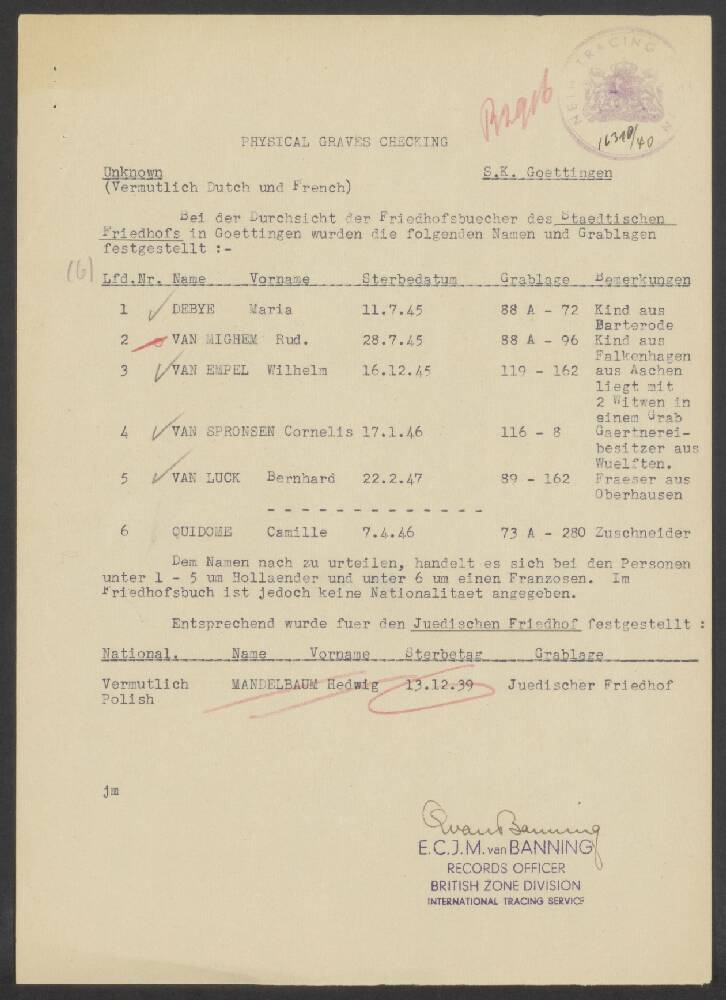 TRACING
16310/40
PHYSICAL GRAVES CHECKING
Unknown S.K. Goettingen
(Vermutlich Dutch und French)
Bei der Durchsicht der Friedhofsbuecher des Staedtischen
Friedhofs in Goettingen wurden die folgenden Namen und Grablagen
festgestellt :-
(6) Lfd.Nr. Name Vorname Sterbedatum Grablage Bemerkungen
1 DEBYE Maria 11.7.45 88 A - 72 Kind aus
Barterode
2 VAN MIGHEM Rud. 28.7.45 88 A - 96 Kind aus
Falkenhagen
3 VAN EMPEL Wilhelm 16.12.45 119 - 162 aus Aachen
liegt mit
2 Witwen in
einem Grab
4 VAN SPRONSEN Cornelis 17.1.46 116 - 8 Gaertnerei-
besitzer aus
Wuelften.
5 VAN LUCK Bernhard 22.2.47 89 - 162 Fraeser aus
Oberhausen
- - - - - - - - - - - - -
6 QUIDOME Camille 7.4.46 73 A - 280 Zuschneider
Dem Namen nach zu urteilen, handelt es sich bei den Personen
unter 1 - 5 um Hollaender und unter 6 um einen Franzosen. Im
Friedhofsbuch ist jedoch keine Nationalitaet angegeben.
Entsprechend wurde fuer den Juedischen Friedhof festgestellt :
National. Name Vorname Sterbetag Grablage
Vermutlich MANDELBAUM Hedwig 13.12.39 Juedischer Friedhof
Polish
jm
EvanBanning
E.C.J.M. van BANNING
RECORDS OFFICER
BRITISH ZONE DIVISION
INTERNATIONAL TRACING SERVICE